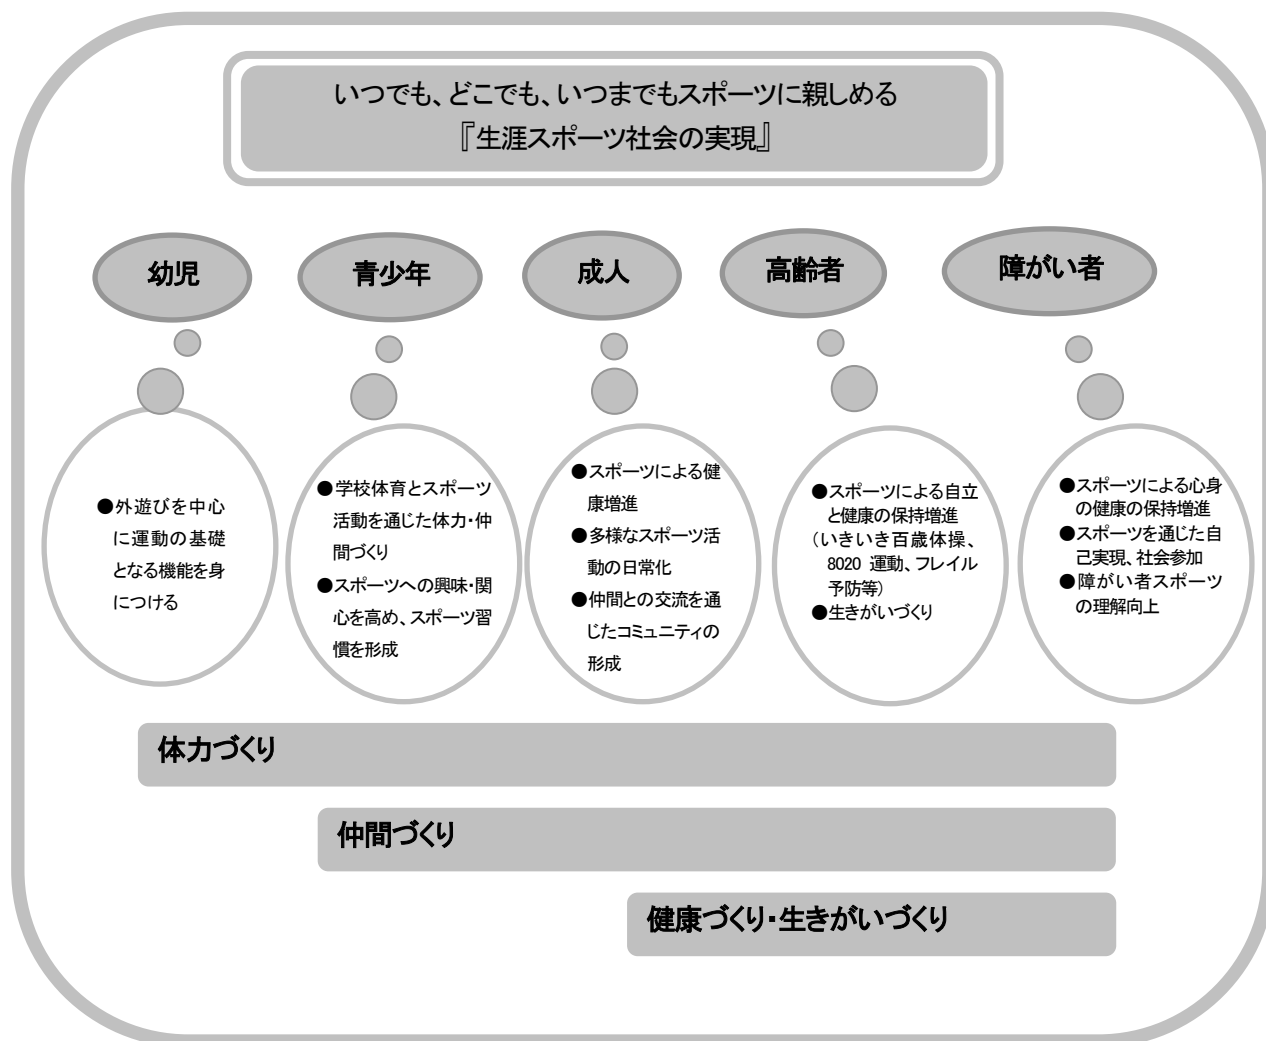 いつでも、どこでも、いつまでもスポーツに親しめる
『生涯スポーツ社会の実現』
幼児
青少年
成人
高齢者
障がい者
●外遊びを中心
に運動の基礎
となる機能を身
につける
●学校体育とスポーツ
活動を通じた体力・仲
間づくり
●スポーツへの興味・関
心を高め、スポーツ習
慣を形成
●スポーツによる健
康増進
●多様なスポーツ活
動の日常化
●仲間との交流を通
じたコミュニティの
形成
●スポーツによる自立
と健康の保持増進
(いきいき百歳体操、
8020 運動、フレイル
予防等)
●生きがいづくり
●スポーツによる心身
の健康の保持増進
●スポーツを通じた自
己実現、社会参加
●障がい者スポーツ
の理解向上
体力づくり
仲間づくり
健康づくり・生きがいづくり